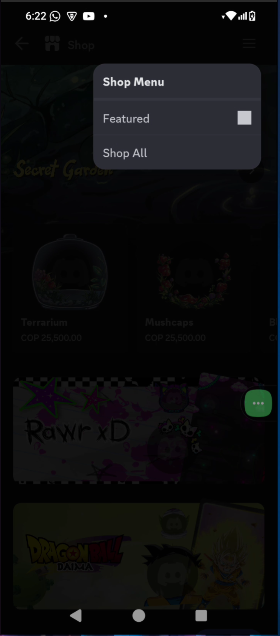 6:22
Shop
Shop Menu
Featured
Shop All
Secret Garden
Terrarium
Mushcaps
COP 25,500.00
COP 25,500.00
Rawr xD
DRAGON BALL
DAIMA